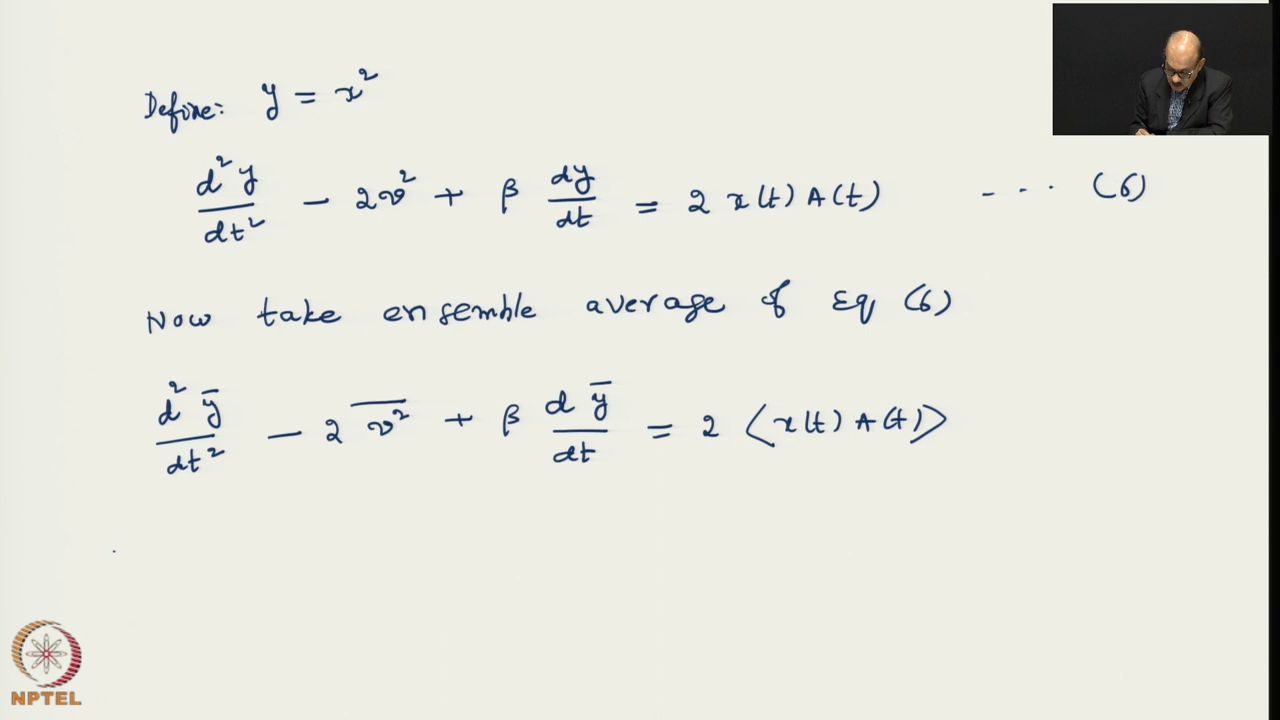 Define: y = x²
d²y/dt² - 2v² + β dy/dt = 2 x(t) A(t) --- (6)
Now take ensemble average of Eq (6)
d²ȳ/dt² - 2 v̅²̅ + β dȳ/dt = 2 ⟨x(t) A(t)⟩
NPTEL